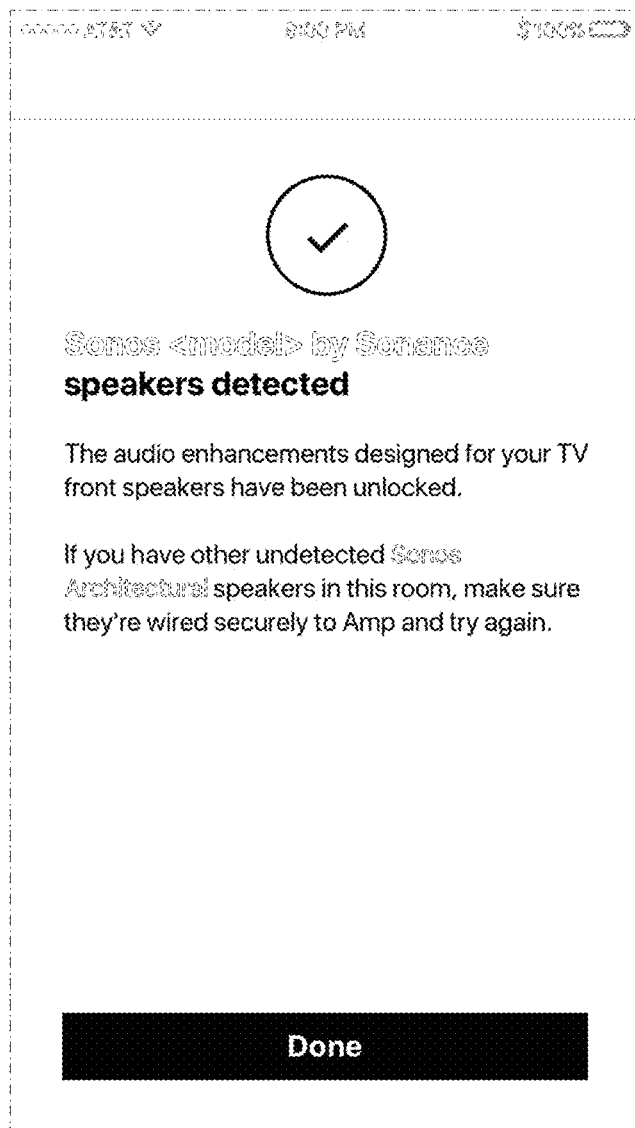 AT&T 9:00 PM 100%
Sonos <model> by Sonance
speakers detected
The audio enhancements designed for your TV
front speakers have been unlocked.
If you have other undetected Sonos
Architectural speakers in this room, make sure
they're wired securely to Amp and try again.
Done